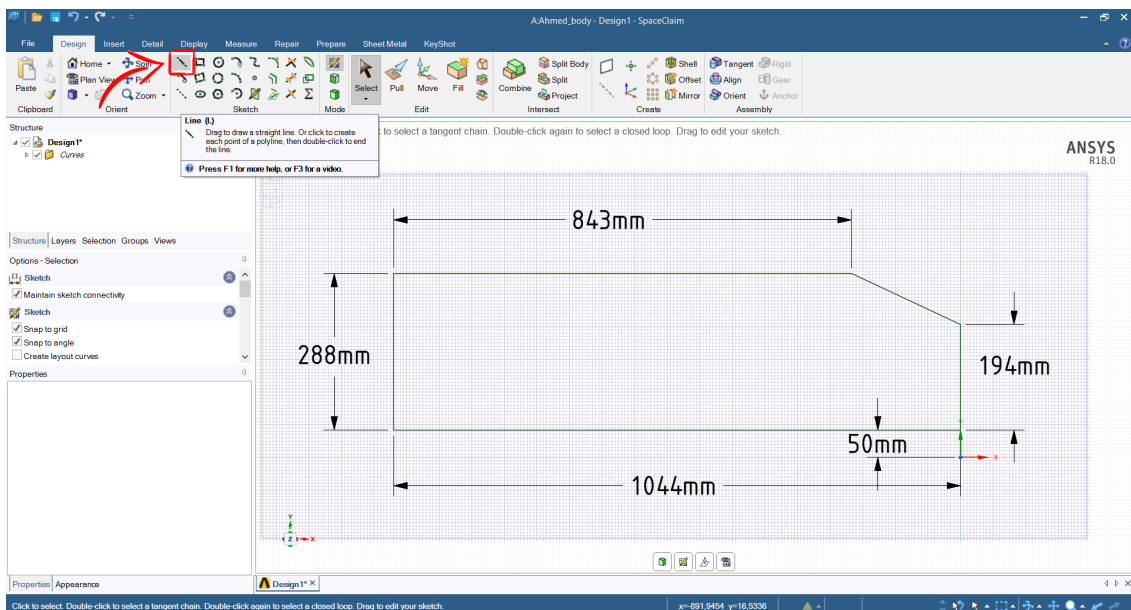 A:Ahmed_body - Design1 - SpaceClaim
File Design Insert Detail Display Measure Repair Prepare Sheet Metal KeyShot
Paste
Home
Spin
Plan View
Pan
Zoom
Select
Pull
Move
Fill
Combine
Split Body
Split
Project
Shell
Offset
Mirror
Tangent
Rigid
Align
Gear
Orient
Anchor
Clipboard Orient Sketch Mode Edit Intersect Create Assembly
Line (L)
Drag to draw a straight line. Or click to create
each point of a polyline, then double-click to end
the line.
Press F1 for more help, or F3 for a video.
to select a tangent chain. Double-click again to select a closed loop. Drag to edit your sketch.
ANSYS
R18.0
Structure
Design1*
Curves
Structure Layers Selection Groups Views
Options - Selection
Sketch
Maintain sketch connectivity
Sketch
Snap to grid
Snap to angle
Create layout curves
Properties
843mm
288mm
194mm
50mm
1044mm
Y
X
Y
Z
X
Properties Appearance
Design1*
Click to select. Double-click to select a tangent chain. Double-click again to select a closed loop. Drag to edit your sketch.
x=-891,9454 y=16,5336